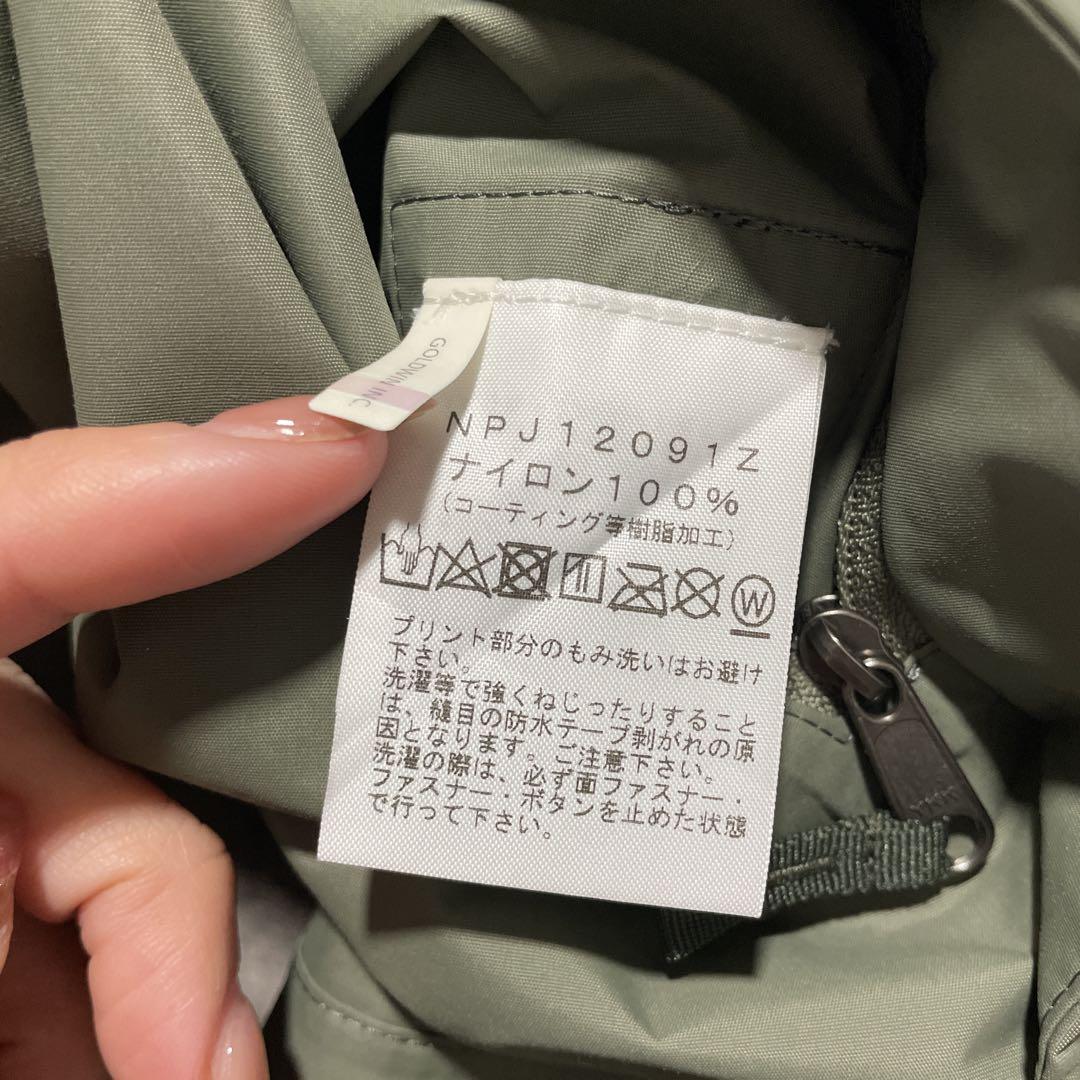 GOLDWIN INC
NPJ12091Z
ナイロン100%
(コーティング等樹脂加工)
W
プリント部分のもみ洗いはお避け
下さい。
洗濯等で強くねじったりすること
は、縫目の防水テープ剥がれの原
因となります。ご注意下さい。
洗濯の際は、必ず面ファスナー・
ファスナー・ボタンを止めた状態
で行って下さい。
YKK